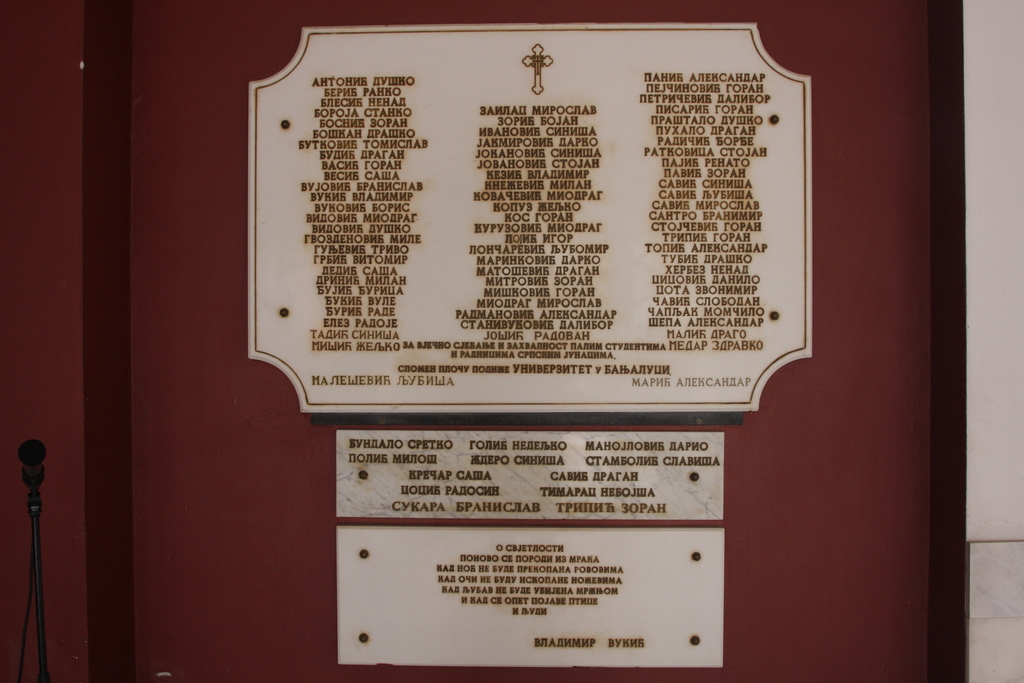 АНТОНИЋ ДУШКО
БЕРИЋ РАНКО
БЛЕСИЋ НЕНАД
БОРОЈА СТАНКО
БОСНИЋ ЗОРАН
БОШКАН ДРАШКО
БУТКОВИЋ ТОМИСЛАВ
БУДИЋ ДРАГАН
ВАСИЋ ГОРАН
ВЕСИЋ САША
ВУЈОВИЋ БРАНИСЛАВ
ВУКИЋ ВЛАДИМИР
ВУКОВИЋ БОРИС
ВИДОВИЋ МИОДРАГ
ВИДОВИЋ ДУШКО
ГВОЗДЕНОВИЋ МИЛЕ
ГУЊЕВИЋ ТРИВО
ГРБИЋ ВИТОМИР
ДЕДИЋ САША
ДРИНИЋ МИЛАН
ЂУЈИЋ ЂУРИЦА
ЂУКИЋ ВУЛЕ
ЂУРИЋ РАДЕ
ЕЛЕЗ РАДОЈЕ
ТАДИЋ СИНИША
МИШИЋ ЖЕЉКО
ЗАИЛАЦ МИРОСЛАВ
ЗОРИЋ БОЈАН
ИВАНОВИЋ СИНИША
ЈАКМИРОВИЋ ДАРКО
ЈОКАНОВИЋ СИНИША
ЈОВАНОВИЋ СТОЈАН
КЕЗИЋ ВЛАДИМИР
КНЕЖЕВИЋ МИЛАН
КОВАЧЕВИЋ МИОДРАГ
КОПУЗ ЖЕЉКО
КОС ГОРАН
КУРУЗОВИЋ МИОДРАГ
ИГОР
ЛОНЧАРЕВИЋ ЉУБОМИР
МАРИНКОВИЋ ДАРКО
МАТОШЕВИЋ ДРАГАН
МИТРОВИЋ ЗОРАН
МИШКОВИЋ ГОРАН
МИОДРАГ МИРОСЛАВ
РАДМАНОВИЋ АЛЕКСАНДАР
СТАНИВУКОВИЋ ДАЛИБОР
ЈОШИЋ РАДОВАН
ПАНИЋ АЛЕКСАНДАР
ПЕЈЧИНОВИЋ ГОРАН
ПЕТРИЧЕВИЋ ДАЛИБОР
ПИСАРИЋ ГОРАН
ПРАШТАЛО ДУШКО
ПУХАЛО ДРАГАН
РАДИЧИЋ ЂОРЂЕ
РАТКОВИЦА СТОЈАН
ПАЈИЋ РЕНАТО
ПАВИЋ ЗОРАН
САВИЋ СИНИША
САВИЋ ЉУБИША
САВИЋ МИРОСЛАВ
САНТРО БРАНИМИР
СТОЈЧЕВИЋ ГОРАН
ТРИПИЋ ГОРАН
ТОПИЋ АЛЕКСАНДАР
ТУБИЋ ДРАШКО
ХЕРБЕЗ НЕНАД
ЦИЦОВИЋ ДАНИЛО
ЦОТА ЗВОНИМИР
ЧАВИЋ СЛОБОДАН
ЧАПЉАК МОМЧИЛО
ШЕПА АЛЕКСАНДАР
МАЛИЋ ДРАГО
МЕДАР ЗДРАВКО
ЗА ВЈЕЧНО СЈЕЋАЊЕ И ЗАХВАЛНОСТ ПАЛИМ СТУДЕНТИМА
И РАДНИЦИМА СРПСКИМ ЈУНАЦИМА,
СПОМЕН ПЛОЧУ ПОДИЖЕ УНИВЕРЗИТЕТ У БАЊАЛУЦИ
МАЛЕШЕВИЋ ЉУБИША МАРИЋ АЛЕКСАНДАР
БУНДАЛО СРЕТКО ГОЛИЋ НЕДЕЉКО МАНОЈЛОВИЋ ДАРИО
ПОЛИЋ МИЛОШ ЖДЕРО СИНИША СТАМБОЛИЋ СЛАВИША
КРЕЧАР САША САВИЋ ДРАГАН
ЦОЦИЋ РАДОСИН ТИМАРАЦ НЕБОЈША
СУКАРА БРАНИСЛАВ ТРИПИЋ ЗОРАН
О СВЈЕТЛОСТИ
ПОНОВО СЕ ПОРОДИ ИЗ МРАКА
КАД НОЋ НЕ БУДЕ ПРЕКОПАНА РОВОВИМА
КАД ОЧИ НЕ БУДУ ИСКОПАНЕ НОЖЕВИМА
КАД ЉУБАВ НЕ БУДЕ УБИЈЕНА МРЖЊОМ
И КАД СЕ ОПЕТ ПОЈАВЕ ПТИЦЕ
И ЉУДИ
ВЛАДИМИР ВУКИЋ